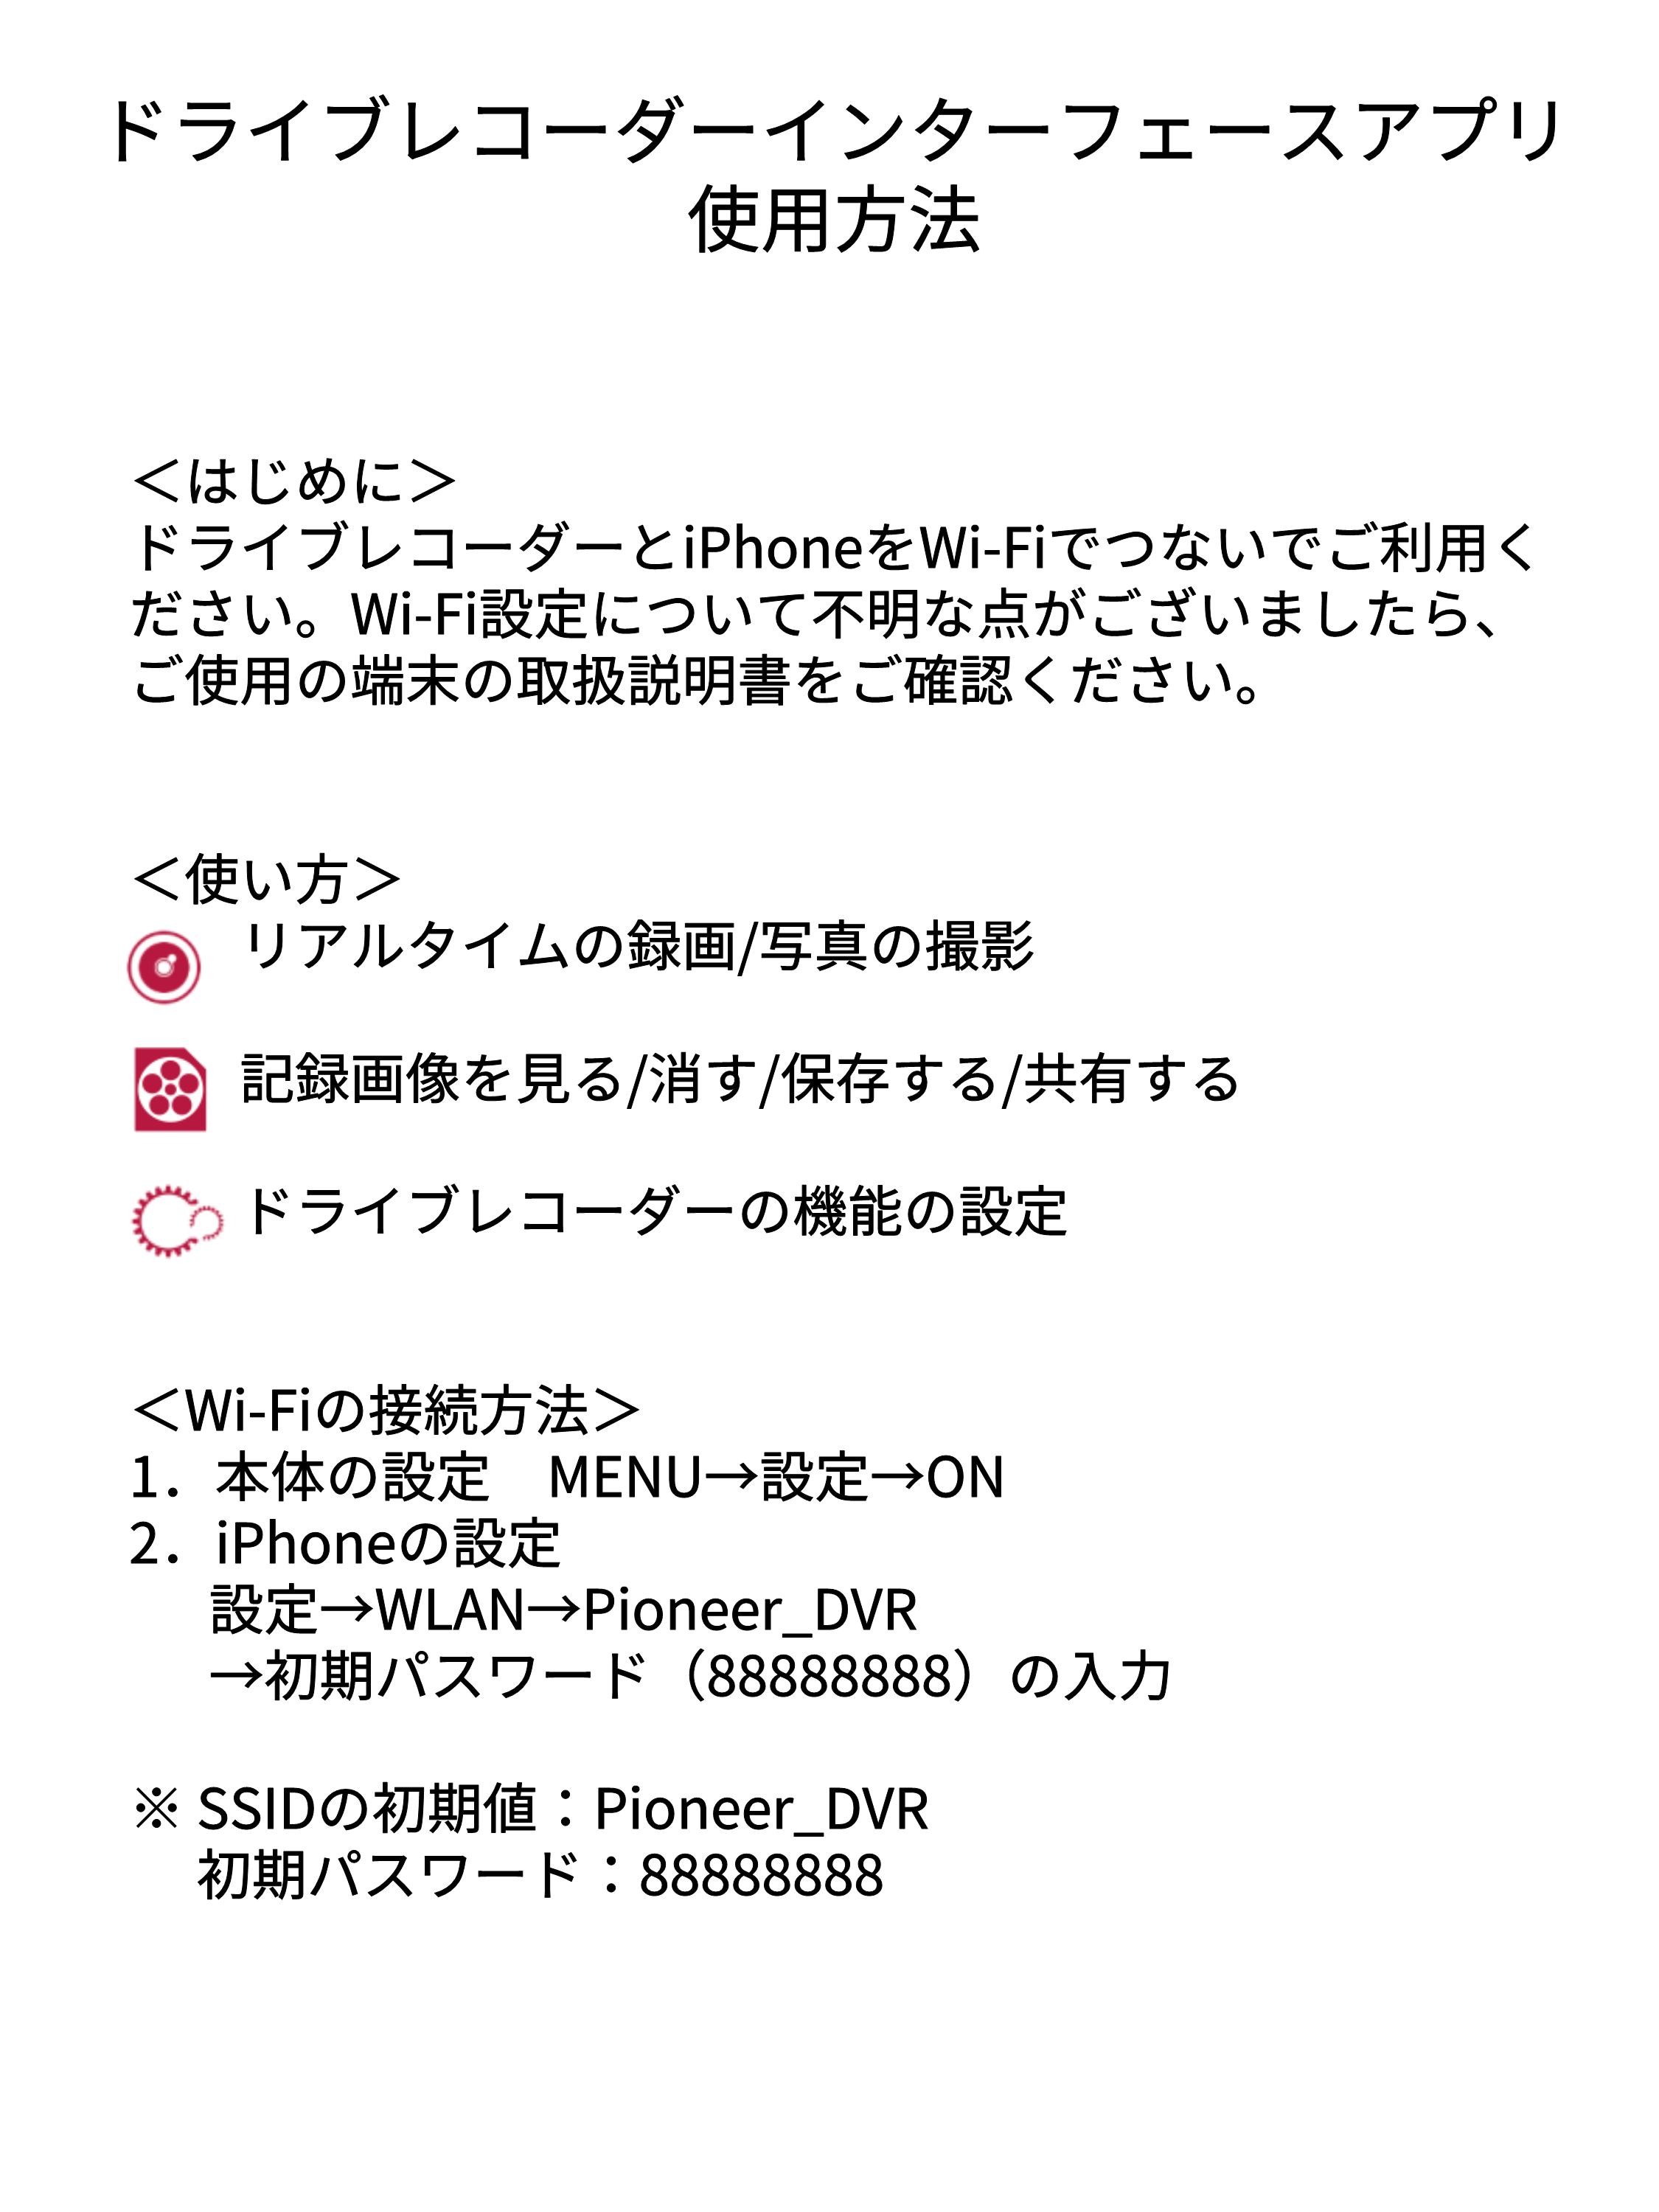 ドライブレコーダーインターフェースアプリ
使用方法
＜はじめに＞
ドライブレコーダーとiPhoneをWi-Fiでつないでご利用く
ださい。Wi-Fi設定について不明な点がございましたら、
ご使用の端末の取扱説明書をご確認ください。
＜使い方＞
リアルタイムの録画/写真の撮影
記録画像を見る/消す/保存する/共有する
ドライブレコーダーの機能の設定
＜Wi-Fiの接続方法＞
1．本体の設定　MENU→設定→ON
2．iPhoneの設定
設定→WLAN→Pioneer_DVR
→初期パスワード（88888888）の入力
※ SSIDの初期値：Pioneer_DVR
初期パスワード：88888888